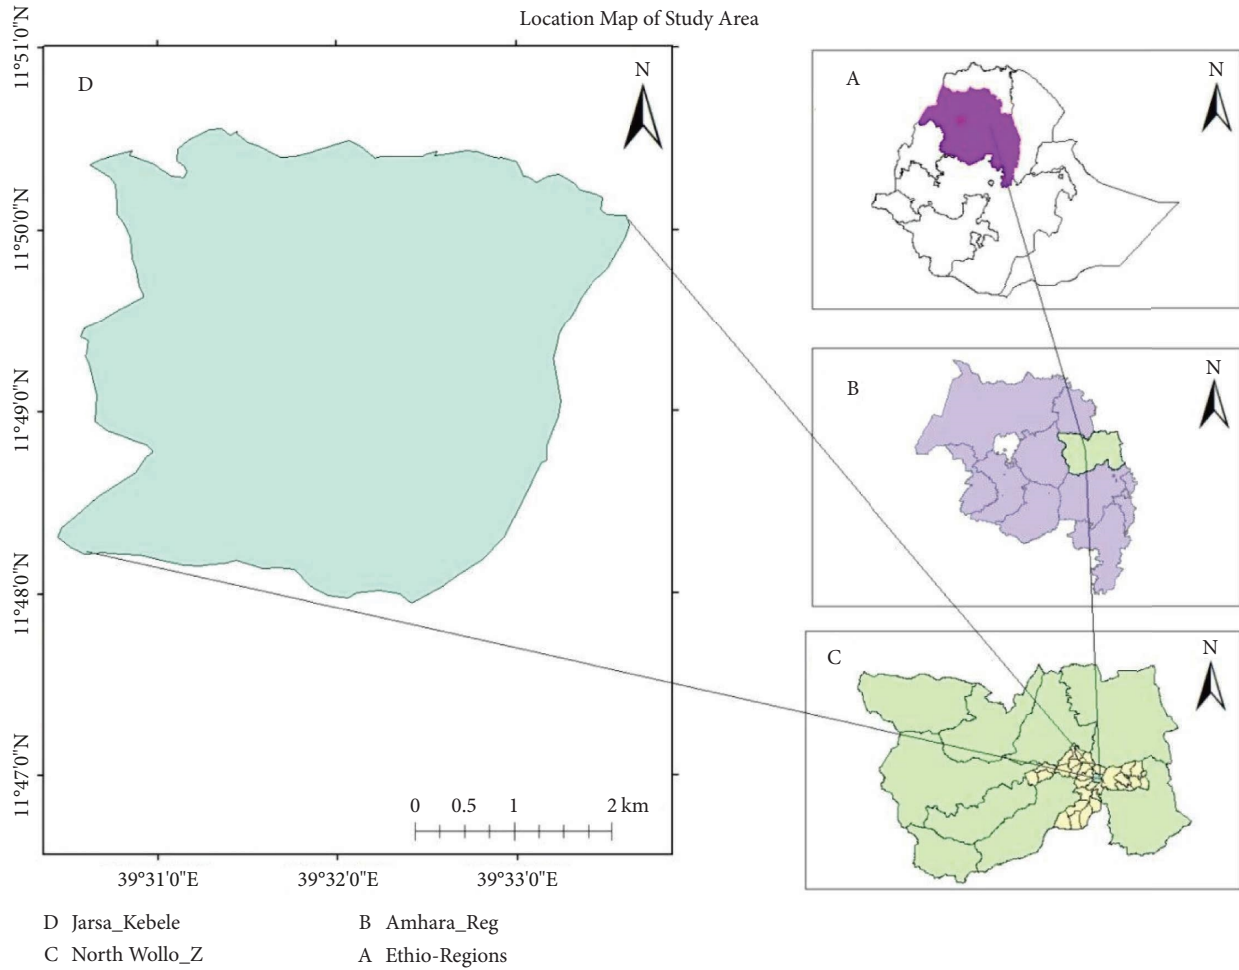 Location Map of Study Area
D
N
11°51'0"N
11°50'0"N
11°49'0"N
11°48'0"N
11°47'0"N
0 0.5 1 2 km
39°31'0"E 39°32'0"E 39°33'0"E
A
N
B
N
C
N
D Jarsa_Kebele
B Amhara_Reg
C North Wollo_Z
A Ethio-Regions